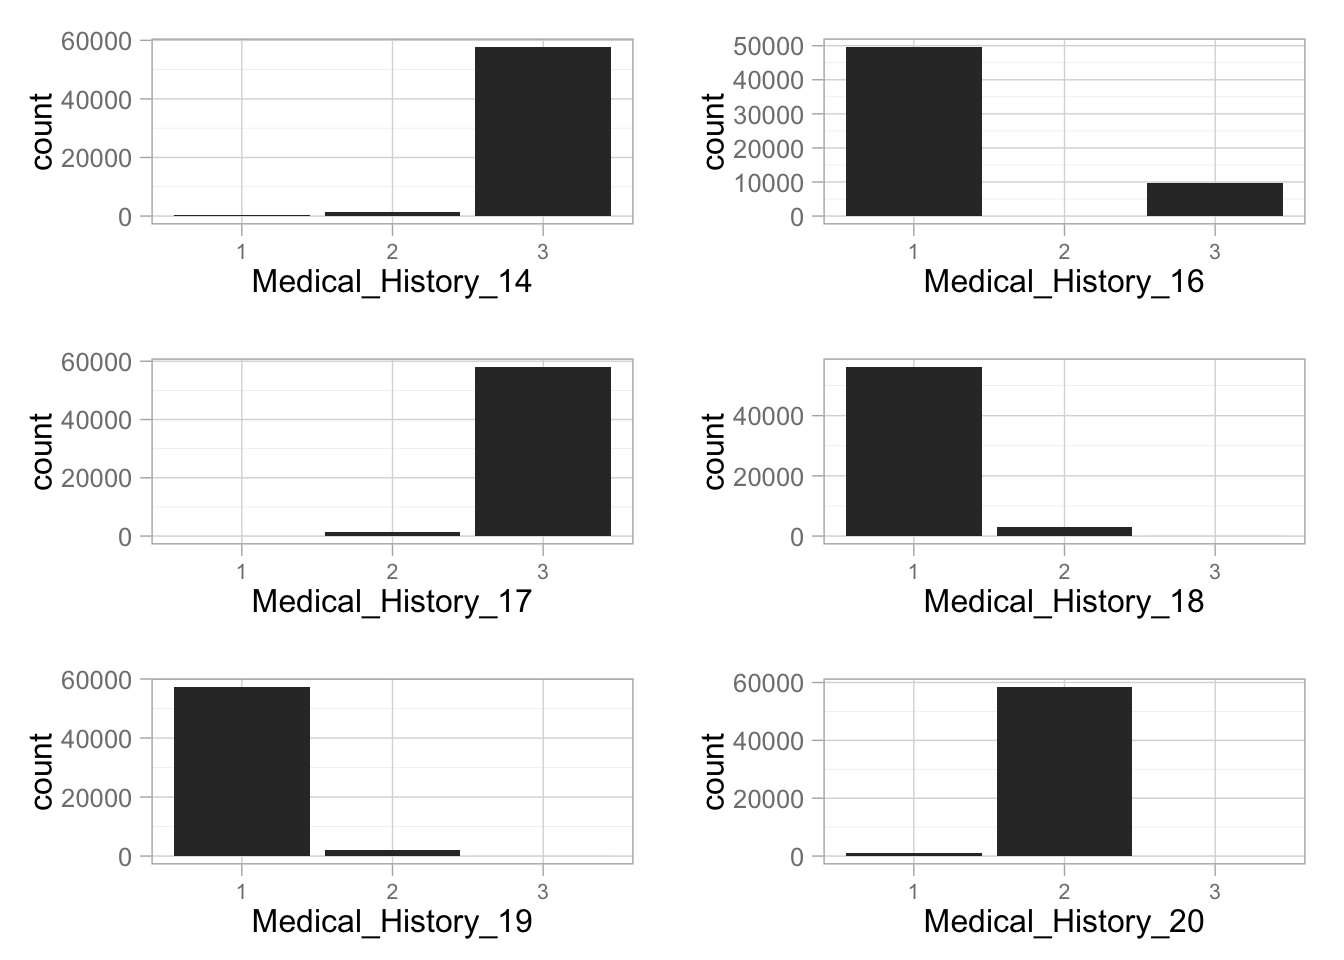 60000
40000
20000
0
count
1 2 3
Medical_History_14
50000
40000
30000
20000
10000
0
count
1 2 3
Medical_History_16
60000
40000
20000
0
count
1 2 3
Medical_History_17
40000
20000
0
count
1 2 3
Medical_History_18
60000
40000
20000
0
count
1 2 3
Medical_History_19
60000
40000
20000
0
count
1 2 3
Medical_History_20